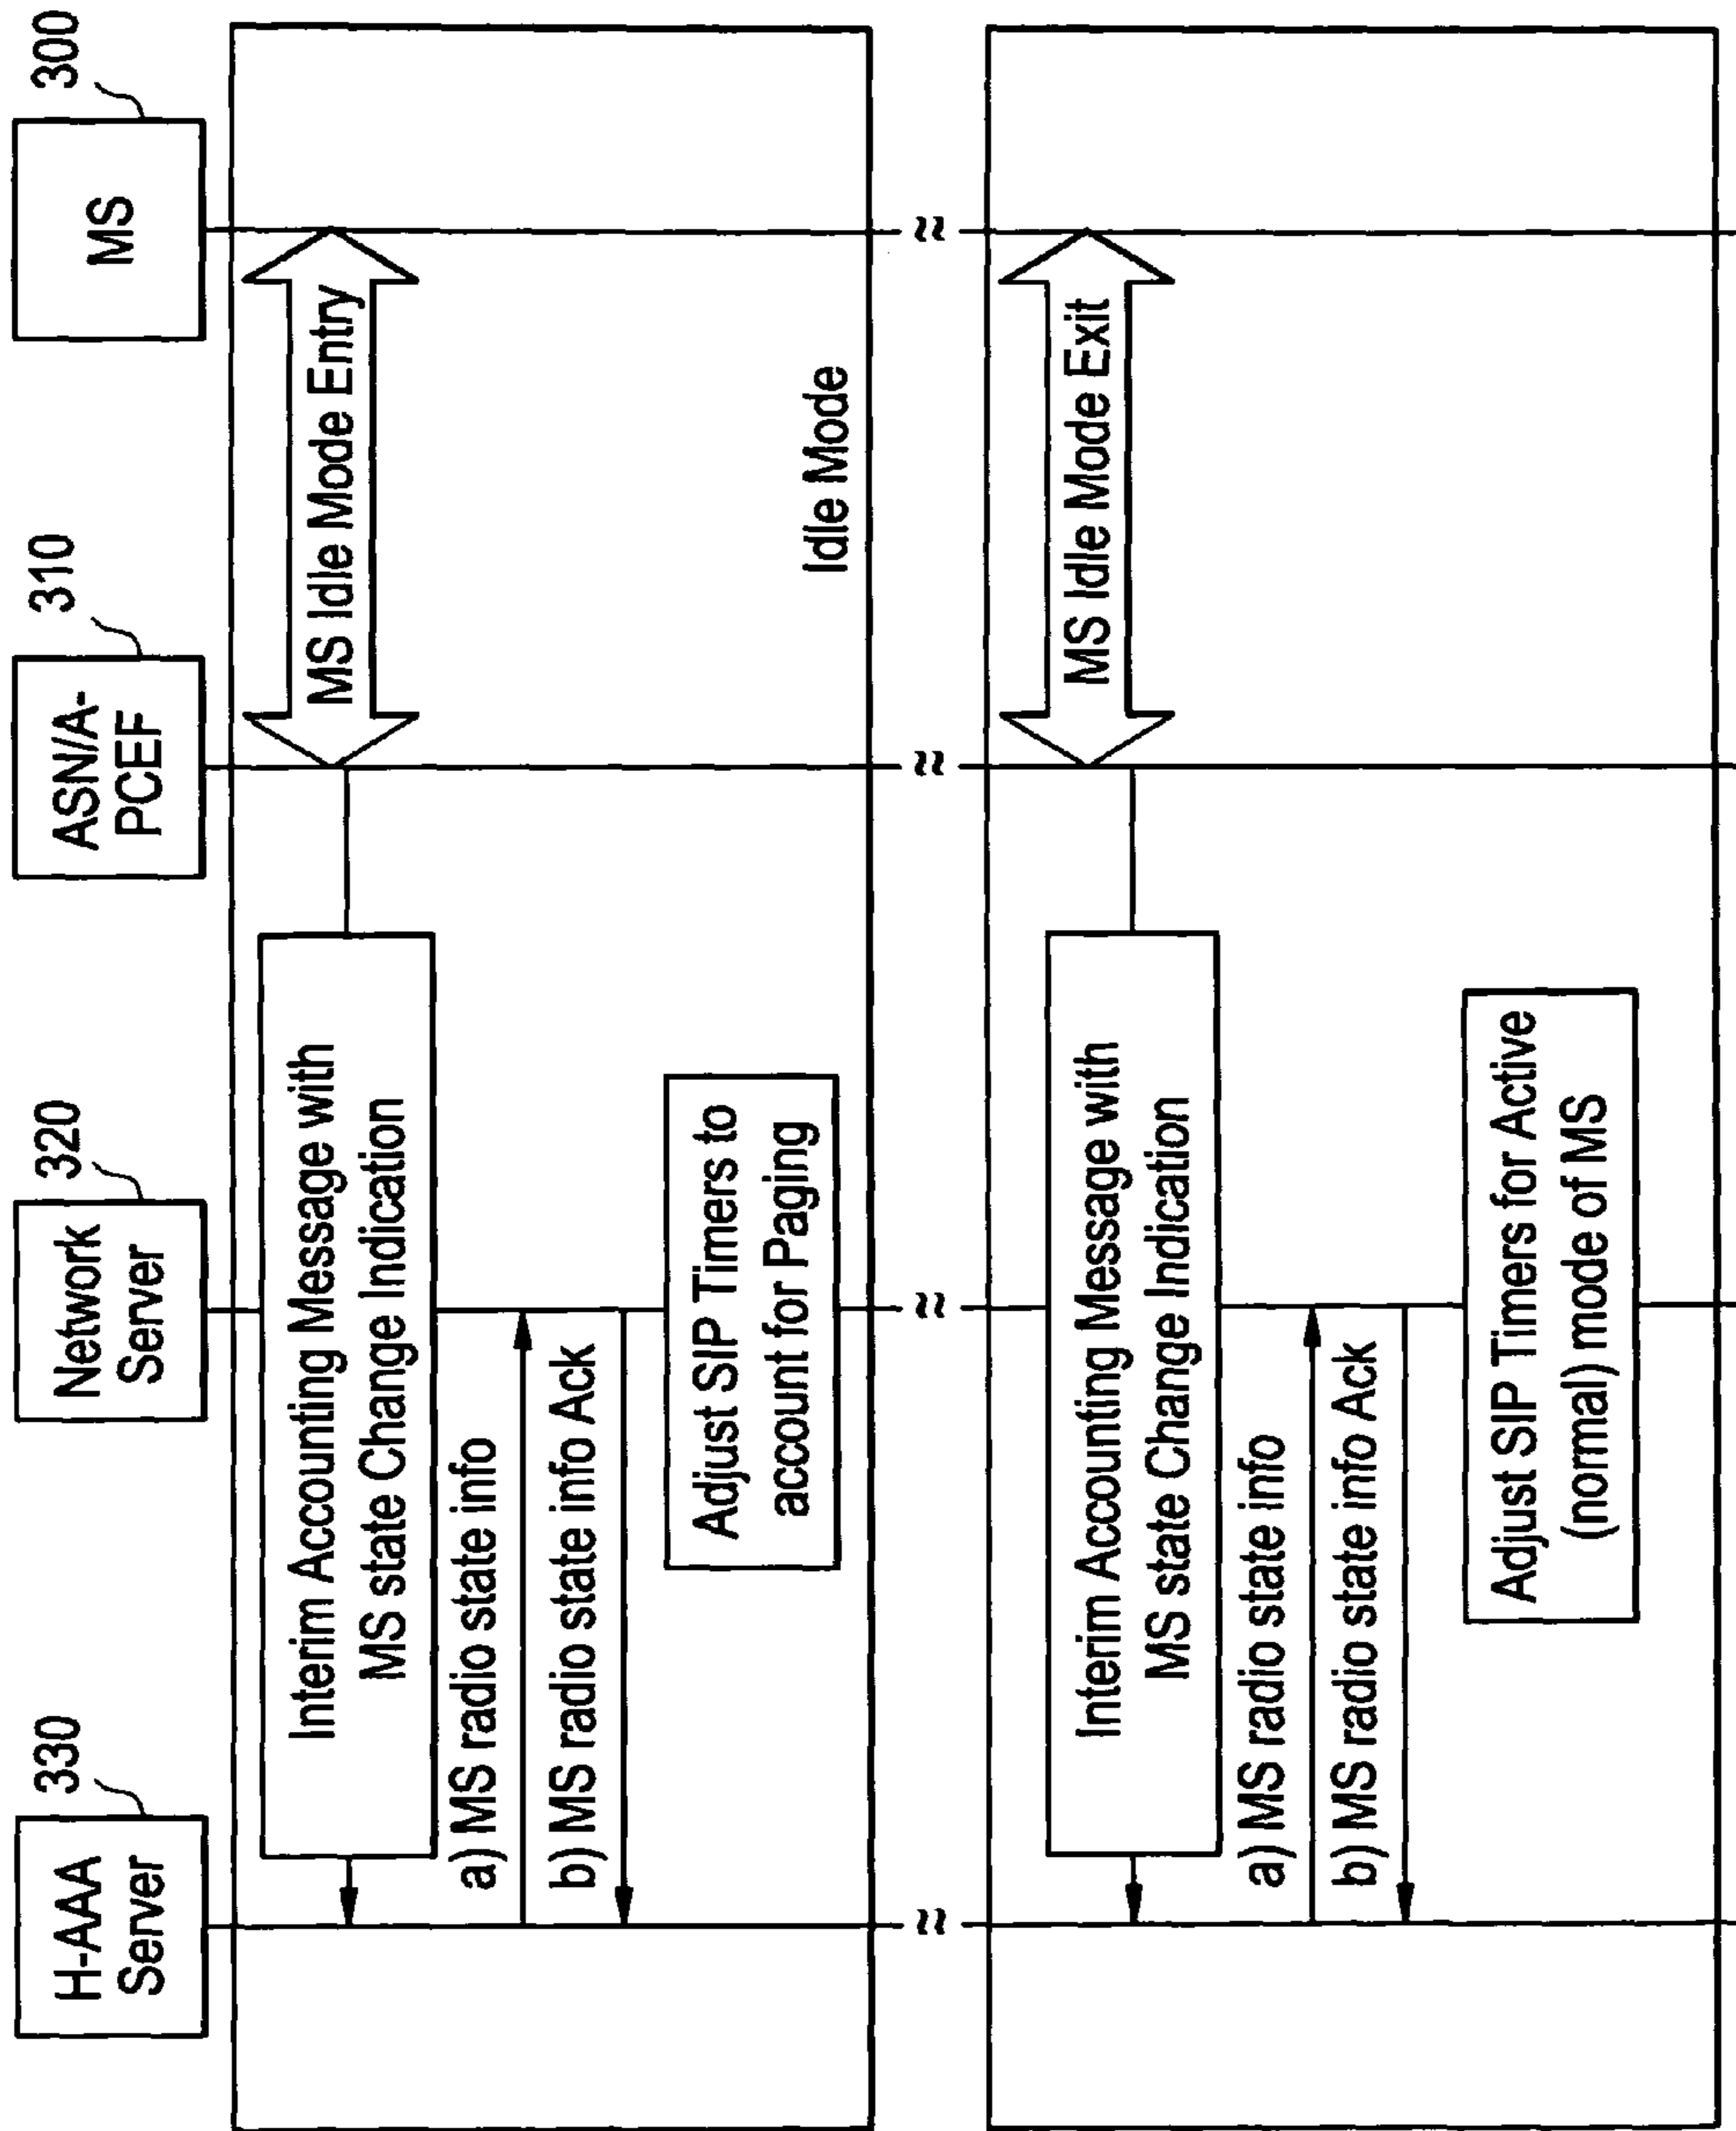 H-AAA
Server
330
Network
Server
320
ASN/A-
PCEF
310
MS
300
MS Idle Mode Entry
Interim Accounting Message with
MS state Change Indication
a) MS radio state info
b) MS radio state info Ack
Adjust SIP Timers to
account for Paging
Idle Mode
MS Idle Mode Exit
Interim Accounting Message with
MS state Change Indication
a) MS radio state info
b) MS radio state info Ack
Adjust SIP Timers for Active
(normal) mode of MS